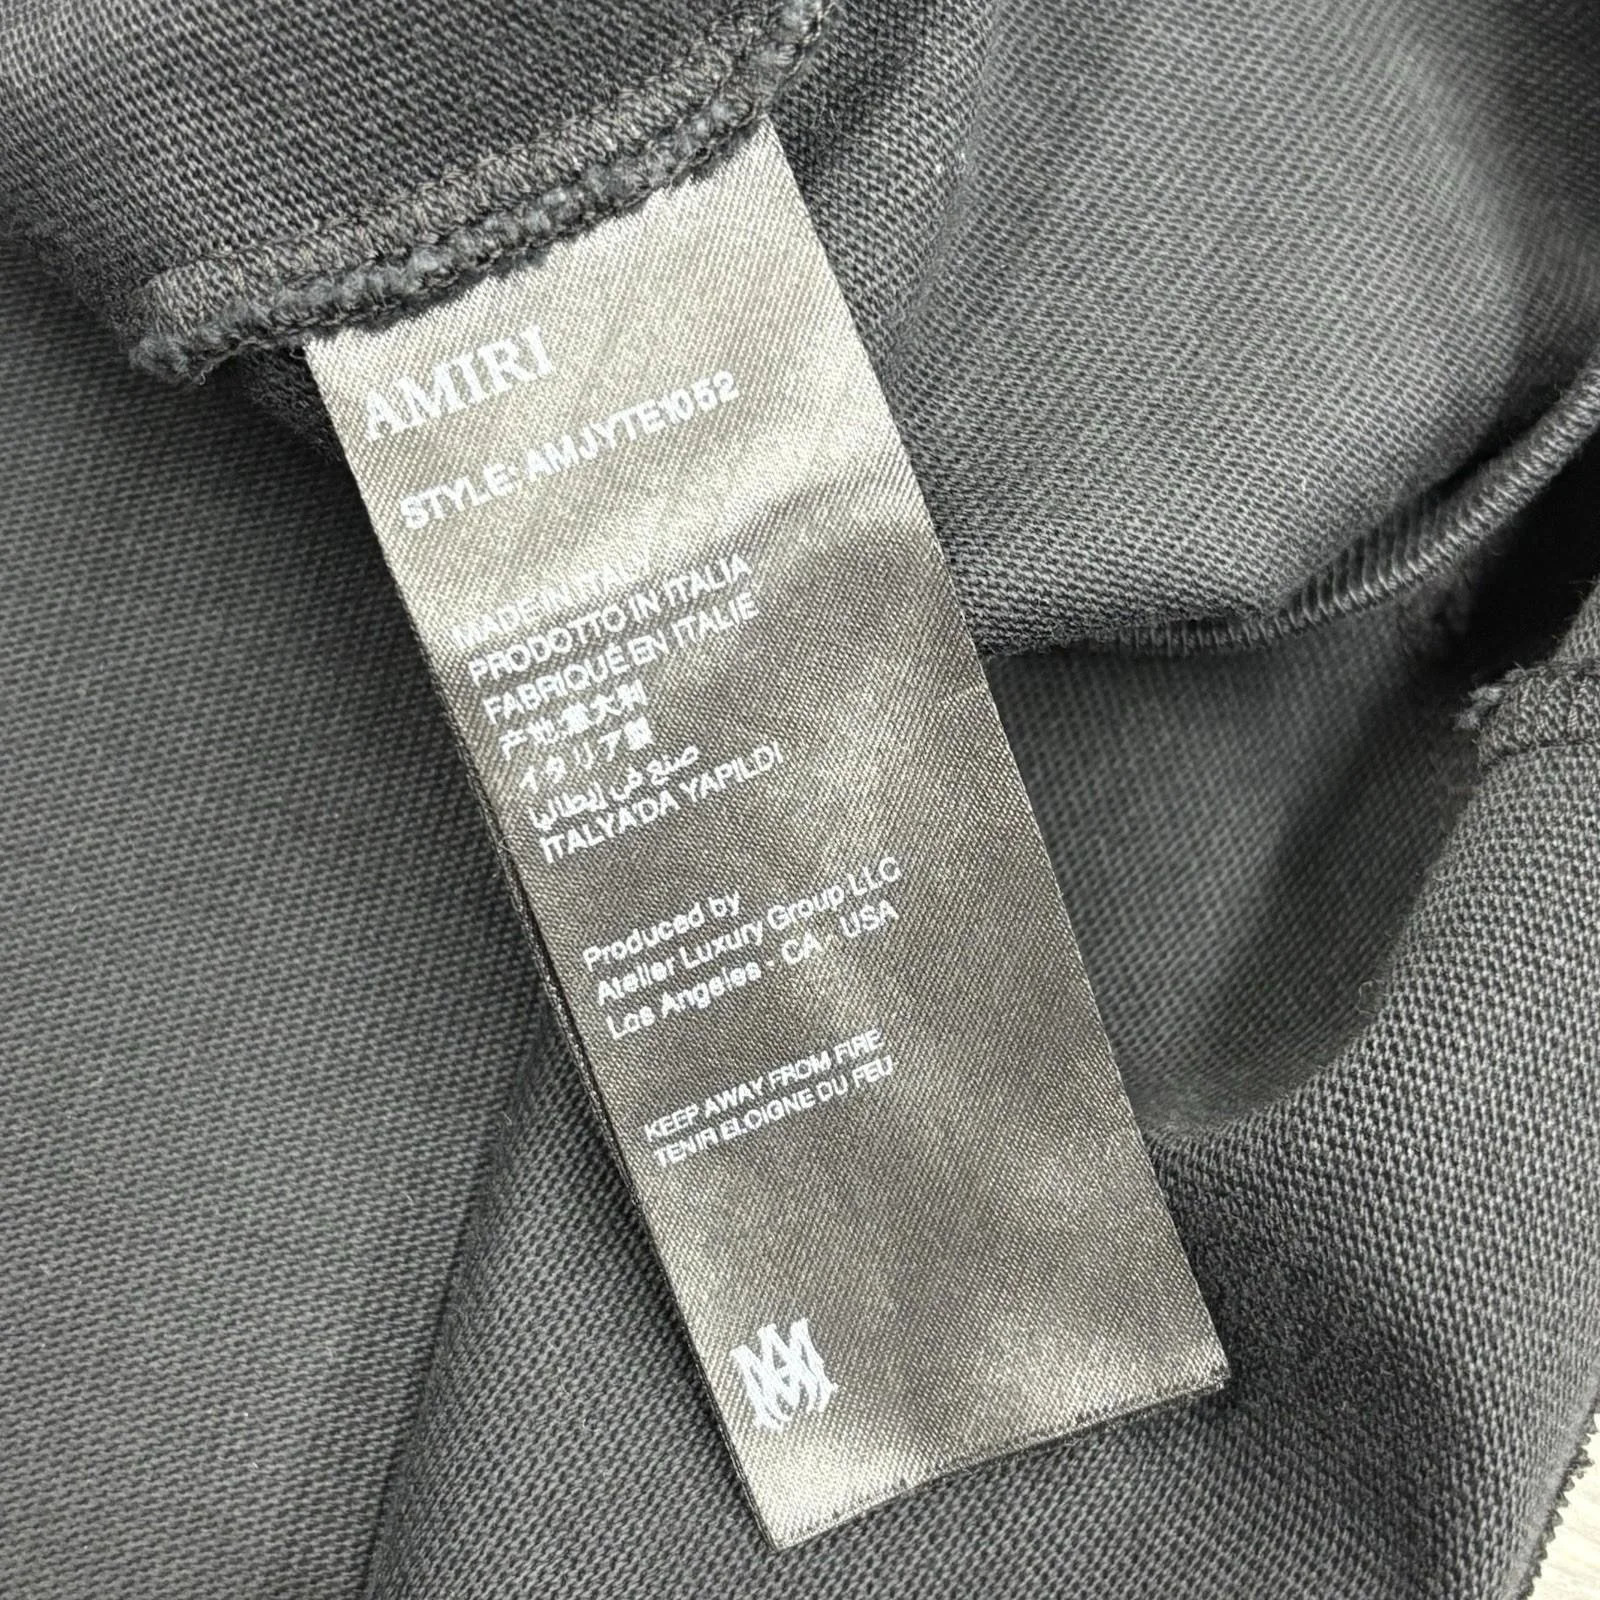 AMIRI
STYLE: AMJYTE1052
MADE IN ITALY
PRODOTTO IN ITALIA
FABRIQUÉ EN ITALIE
产地意大利
イタリア製
صنع في إيطاليا
ITALYA'DA YAPILDI
Produced by
Atelier Luxury Group LLC
Los Angeles - CA - USA
KEEP AWAY FROM FIRE
TENIR ELOIGNE DU FEU